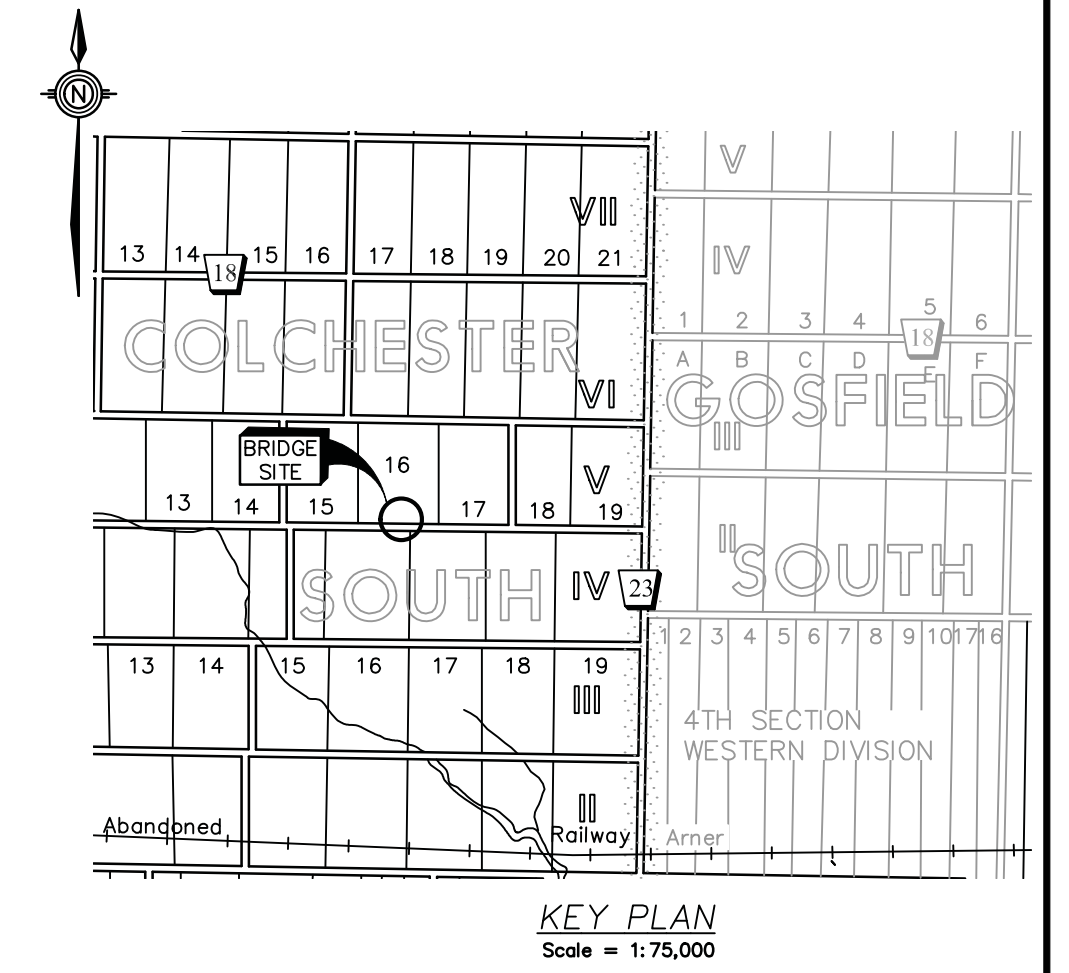 N
V
VII
IV
13 14 15 16 17 18 19 20 21
18
5
1 2 3 4 6
18
A B C D E F
COLCHESTER
VI
GOSFIELD
III
BRIDGE
SITE
16
V
13 14 15 17 18 19
II
SOUTH
SOUTH
IV
23
1 2 3 4 5 6 7 8 9 10 17 16
13 14 15 16 17 18 19
III
4TH SECTION
WESTERN DIVISION
II
Abandoned Railway Arner
KEY PLAN
Scale = 1:75,000